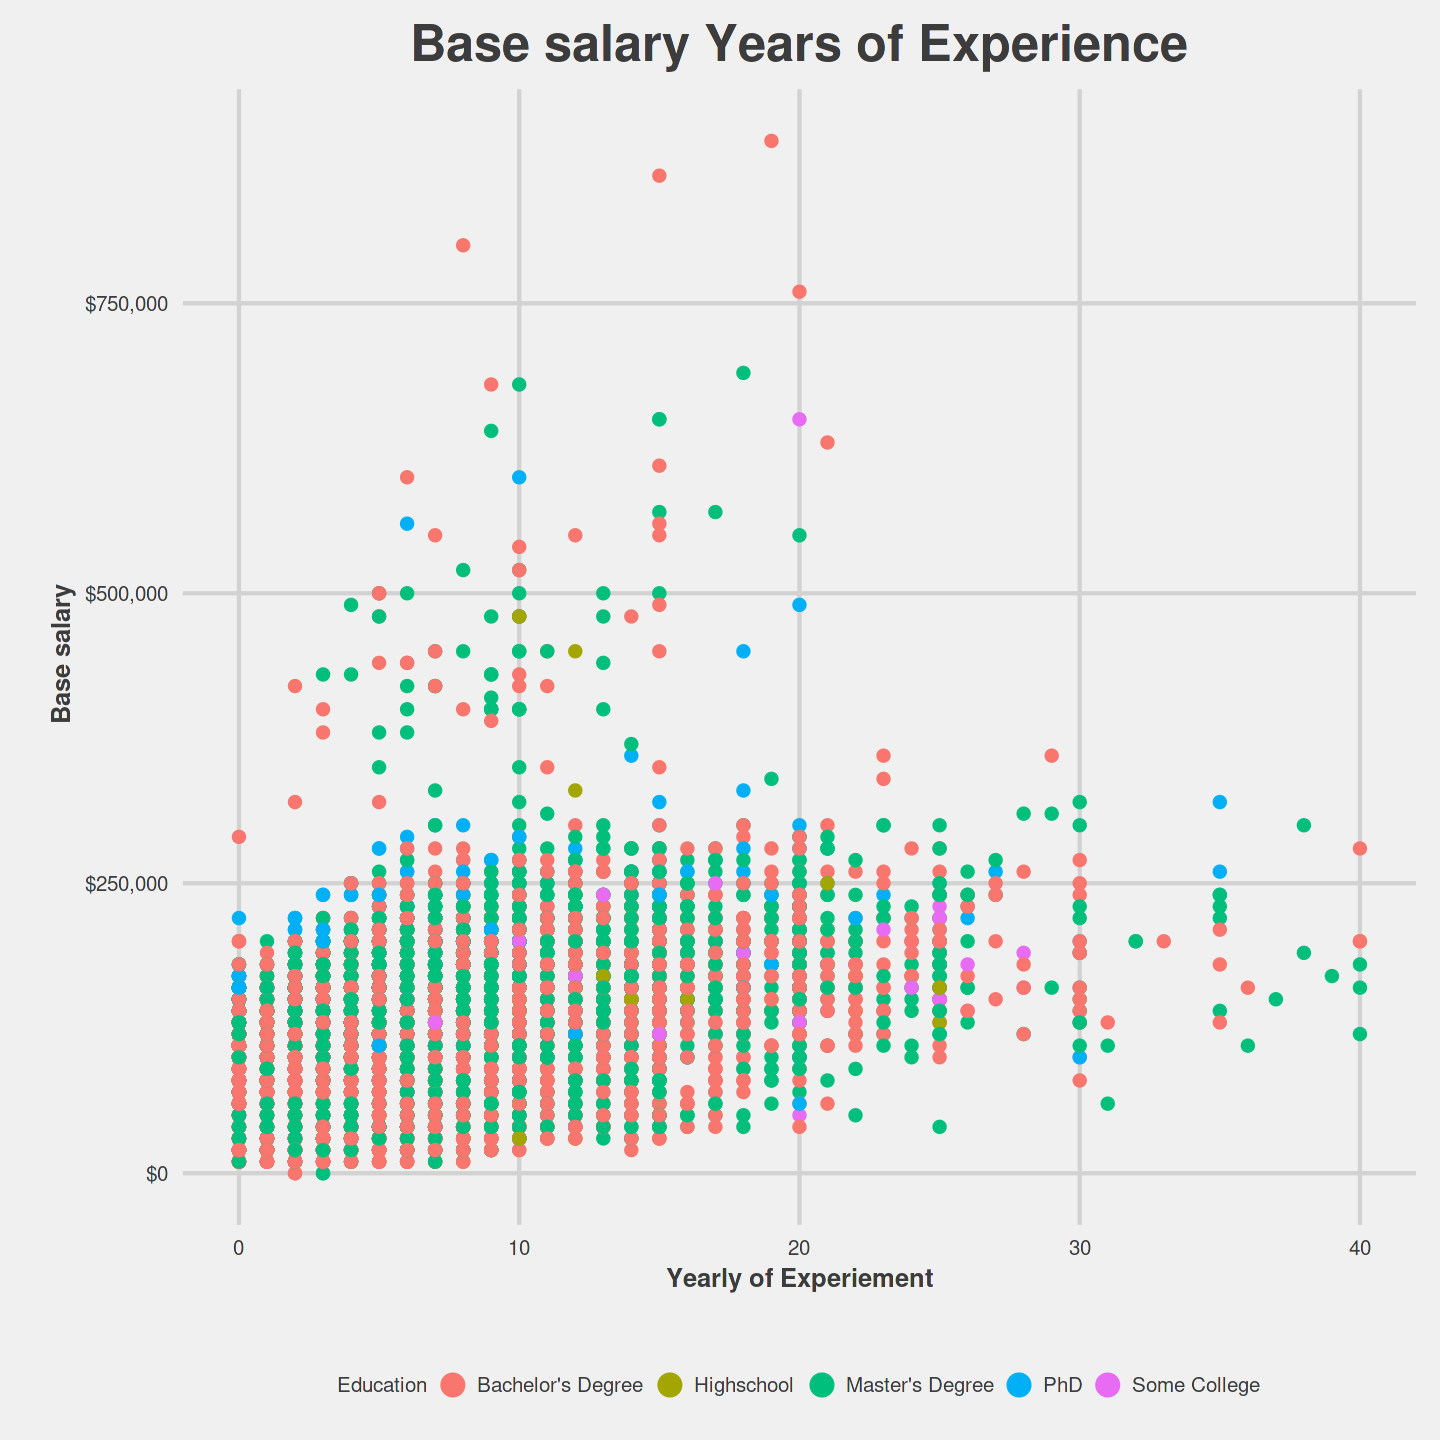 Base salary Years of Experience
Base salary
$750,000
$500,000
$250,000
$0
0 10 20 30 40
Yearly of Experiement
Education Bachelor's Degree Highschool Master's Degree PhD Some College